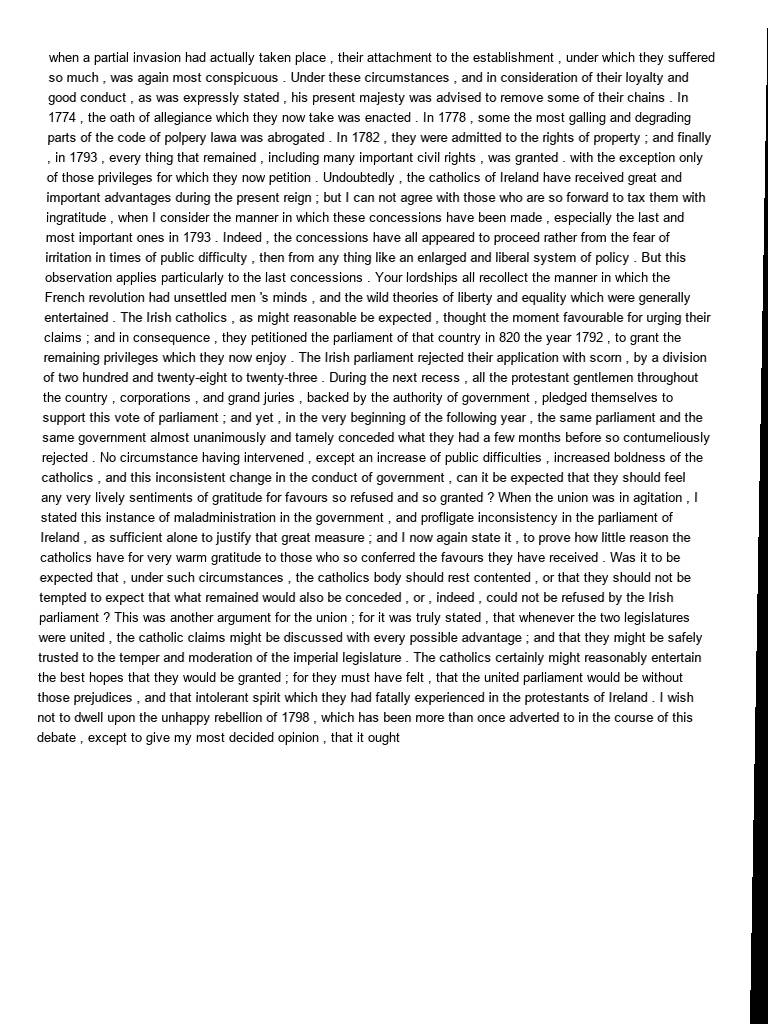 when a partial invasion had actually taken place , their attachment to the establishment , under which they suffered
so much , was again most conspicuous . Under these circumstances , and in consideration of their loyalty and
good conduct , as was expressly stated , his present majesty was advised to remove some of their chains . In
1774 , the oath of allegiance which they now take was enacted . In 1778 , some the most galling and degrading
parts of the code of polpery lawa was abrogated . In 1782 , they were admitted to the rights of property ; and finally
, in 1793 , every thing that remained , including many important civil rights , was granted . with the exception only
of those privileges for which they now petition . Undoubtedly , the catholics of Ireland have received great and
important advantages during the present reign ; but I can not agree with those who are so forward to tax them with
ingratitude , when I consider the manner in which these concessions have been made , especially the last and
most important ones in 1793 . Indeed , the concessions have all appeared to proceed rather from the fear of
irritation in times of public difficulty , then from any thing like an enlarged and liberal system of policy . But this
observation applies particularly to the last concessions . Your lordships all recollect the manner in which the
French revolution had unsettled men 's minds , and the wild theories of liberty and equality which were generally
entertained . The Irish catholics , as might reasonable be expected , thought the moment favourable for urging their
claims ; and in consequence , they petitioned the parliament of that country in 820 the year 1792 , to grant the
remaining privileges which they now enjoy . The Irish parliament rejected their application with scorn , by a division
of two hundred and twenty-eight to twenty-three . During the next recess , all the protestant gentlemen throughout
the country , corporations , and grand juries , backed by the authority of government , pledged themselves to
support this vote of parliament ; and yet , in the very beginning of the following year , the same parliament and the
same government almost unanimously and tamely conceded what they had a few months before so contumeliously
rejected . No circumstance having intervened , except an increase of public difficulties , increased boldness of the
catholics , and this inconsistent change in the conduct of government , can it be expected that they should feel
any very lively sentiments of gratitude for favours so refused and so granted ? When the union was in agitation , I
stated this instance of maladministration in the government , and profligate inconsistency in the parliament of
Ireland , as sufficient alone to justify that great measure ; and I now again state it , to prove how little reason the
catholics have for very warm gratitude to those who so conferred the favours they have received . Was it to be
expected that , under such circumstances , the catholics body should rest contented , or that they should not be
tempted to expect that what remained would also be conceded , or , indeed , could not be refused by the Irish
parliament ? This was another argument for the union ; for it was truly stated , that whenever the two legislatures
were united , the catholic claims might be discussed with every possible advantage ; and that they might be safely
trusted to the temper and moderation of the imperial legislature . The catholics certainly might reasonably entertain
the best hopes that they would be granted ; for they must have felt , that the united parliament would be without
those prejudices , and that intolerant spirit which they had fatally experienced in the protestants of Ireland . I wish
not to dwell upon the unhappy rebellion of 1798 , which has been more than once adverted to in the course of this
debate , except to give my most decided opinion , that it ought